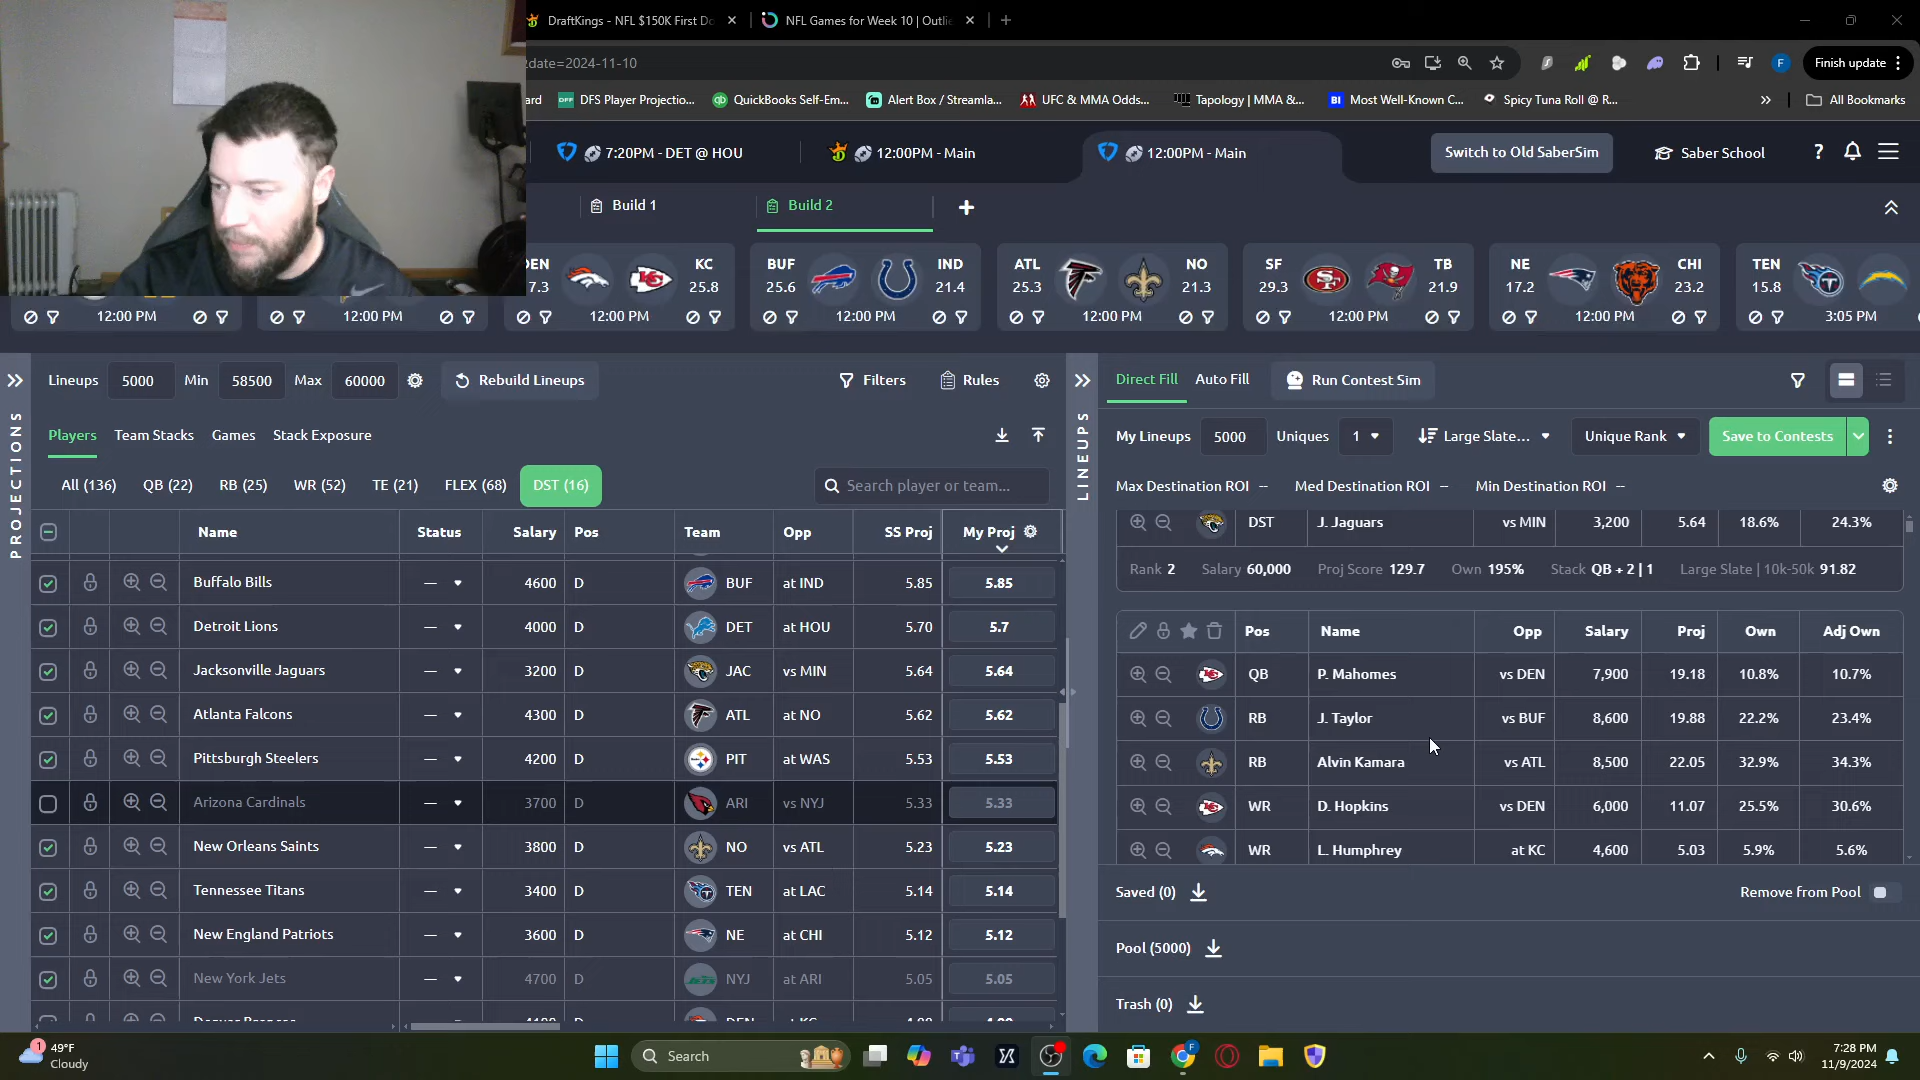 DraftKings - NFL $150K First Do
NFL Games for Week 10 | Outlie
date=2024-11-10
Finish update
ard
DFS Player Projectio...
QuickBooks Self-Em...
Alert Box / Streamla...
UFC & MMA Odds...
Tapology | MMA &...
Most Well-Known C...
Spicy Tuna Roll @ R...
All Bookmarks
7:20PM - DET @ HOU
12:00PM - Main
12:00PM - Main
Switch to Old SaberSim
Saber School
Build 1
Build 2
DEN KC
7.3 25.8
BUF IND
25.6 21.4
ATL NO
25.3 21.3
SF TB
29.3 21.9
NE CHI
17.2 23.2
TEN
15.8
12:00 PM
12:00 PM
12:00 PM
12:00 PM
12:00 PM
12:00 PM
12:00 PM
3:05 PM
PROJECTIONS
Lineups 5000 Min 58500 Max 60000 Rebuild Lineups Filters Rules
Players Team Stacks Games Stack Exposure
All (136) QB (22) RB (25) WR (52) TE (21) FLEX (68) DST (16) Search player or team...
Name Status Salary Pos Team Opp SS Proj My Proj
Buffalo Bills — 4600 D BUF at IND 5.85 5.85
Detroit Lions — 4000 D DET at HOU 5.70 5.7
Jacksonville Jaguars — 3200 D JAC vs MIN 5.64 5.64
Atlanta Falcons — 4300 D ATL at NO 5.62 5.62
Pittsburgh Steelers — 4200 D PIT at WAS 5.53 5.53
Arizona Cardinals — 3700 D ARI vs NYJ 5.33 5.33
New Orleans Saints — 3800 D NO vs ATL 5.23 5.23
Tennessee Titans — 3400 D TEN at LAC 5.14 5.14
New England Patriots — 3600 D NE at CHI 5.12 5.12
New York Jets — 4700 D NYJ at ARI 5.05 5.05
LINEUPS
Direct Fill Auto Fill Run Contest Sim
My Lineups 5000 Uniques 1 Large Slate... Unique Rank Save to Contests
Max Destination ROI -- Med Destination ROI -- Min Destination ROI --
DST J. Jaguars vs MIN 3,200 5.64 18.6% 24.3%
Rank 2 Salary 60,000 Proj Score 129.7 Own 195% Stack QB + 2 | 1 Large Slate | 10k-50k 91.82
Pos Name Opp Salary Proj Own Adj Own
QB P. Mahomes vs DEN 7,900 19.18 10.8% 10.7%
RB J. Taylor vs BUF 8,600 19.88 22.2% 23.4%
RB Alvin Kamara vs ATL 8,500 22.05 32.9% 34.3%
WR D. Hopkins vs DEN 6,000 11.07 25.5% 30.6%
WR L. Humphrey at KC 4,600 5.03 5.9% 5.6%
Saved (0)
Remove from Pool
Pool (5000)
Trash (0)
1
49°F
Cloudy
Search
7:28 PM
11/9/2024